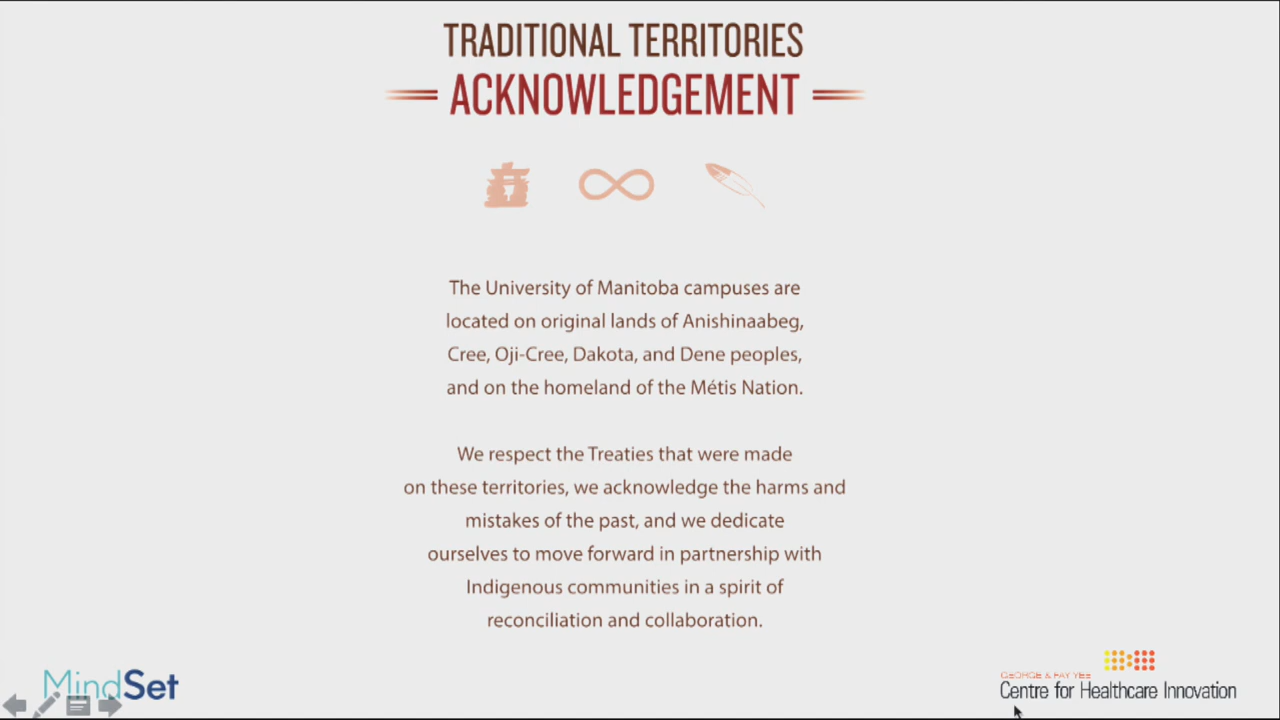 TRADITIONAL TERRITORIES
ACKNOWLEDGEMENT
The University of Manitoba campuses are
located on original lands of Anishinaabeg,
Cree, Oji-Cree, Dakota, and Dene peoples,
and on the homeland of the Métis Nation.
We respect the Treaties that were made
on these territories, we acknowledge the harms and
mistakes of the past, and we dedicate
ourselves to move forward in partnership with
Indigenous communities in a spirit of
reconciliation and collaboration.
MindSet
GEORGE & FAY YEE
Centre for Healthcare Innovation